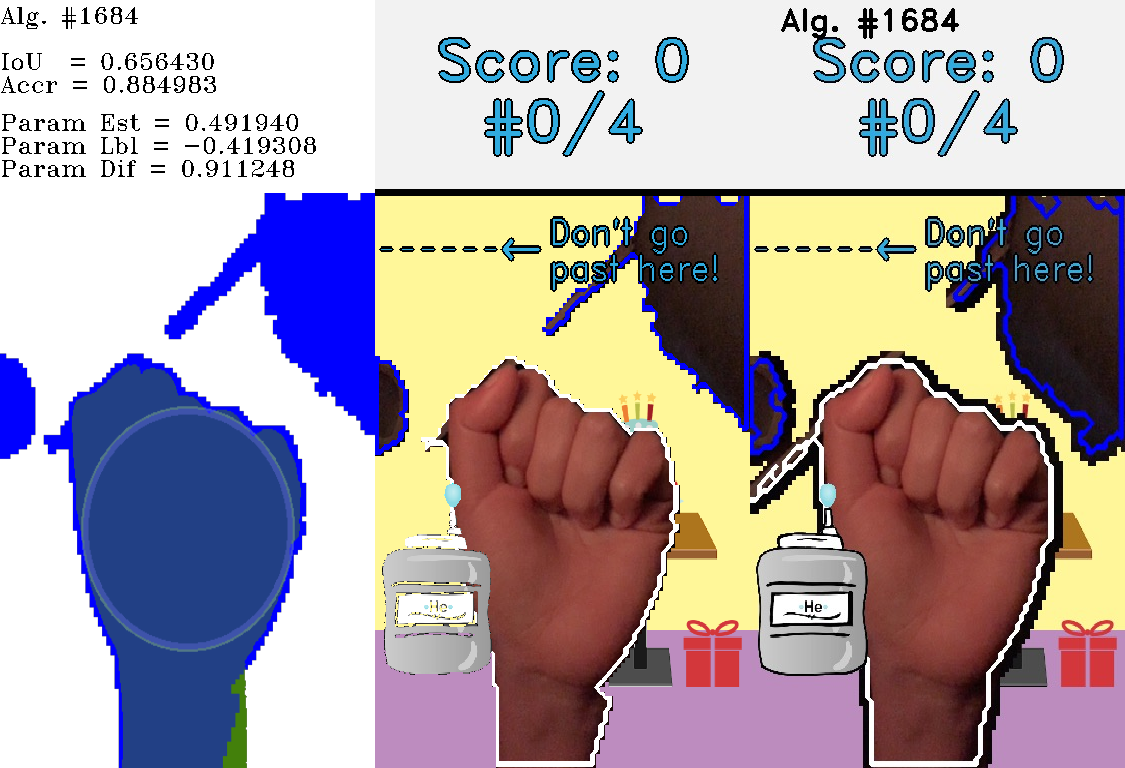 Alg. #1684
IoU = 0.656430
Accr = 0.884983
Param Est = 0.491940
Param Lbl = −0.419308
Param Dif = 0.911248
Score: 0
#0/4
Don't go
past here!
He
Alg. #1684
Score: 0
#0/4
Don't go
past here!
He